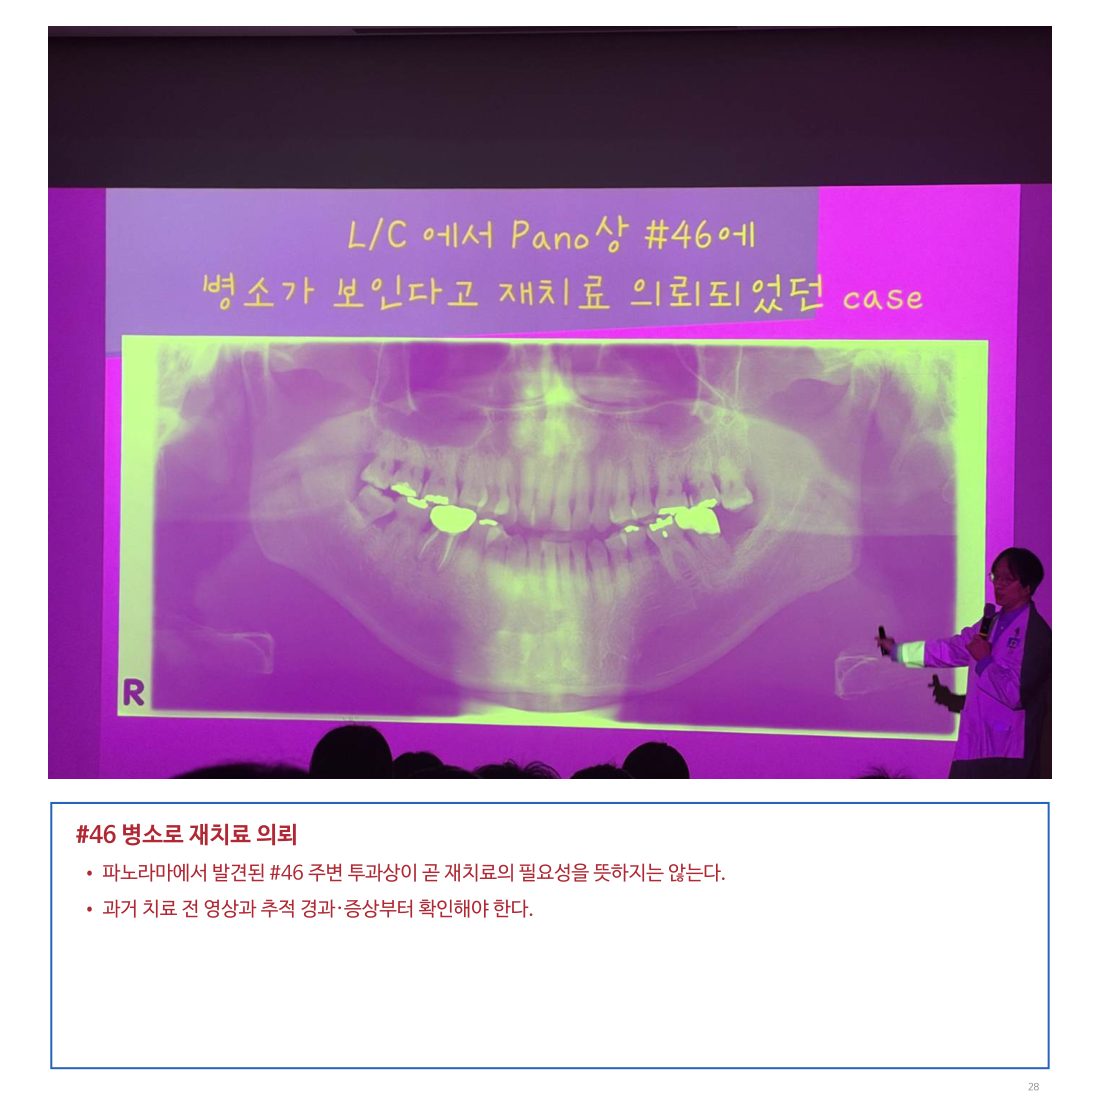 L/C 에서 Pano상 #46에
병소가 보인다고 재치료 의뢰되었던 case
R
#46 병소로 재치료 의뢰
• 파노라마에서 발견된 #46 주변 투과상이 곧 재치료의 필요성을 뜻하지는 않는다.
• 과거 치료 전 영상과 추적 경과·증상부터 확인해야 한다.
28